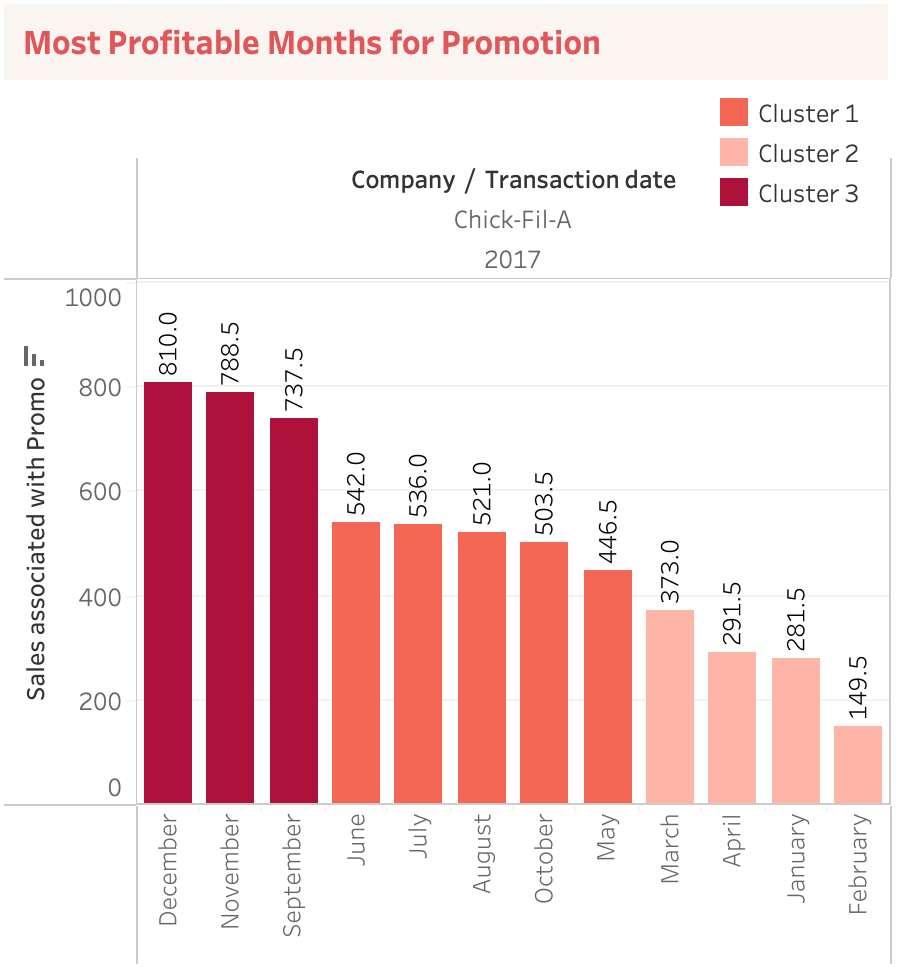 Most Profitable Months for Promotion
Cluster 1
Cluster 2
Cluster 3
Company / Transaction date
Chick-Fil-A
2017
Sales associated with Promo
1000
800
600
400
200
0
810.0
788.5
737.5
542.0
536.0
521.0
503.5
446.5
373.0
291.5
281.5
149.5
December
November
September
June
July
August
October
May
March
April
January
February